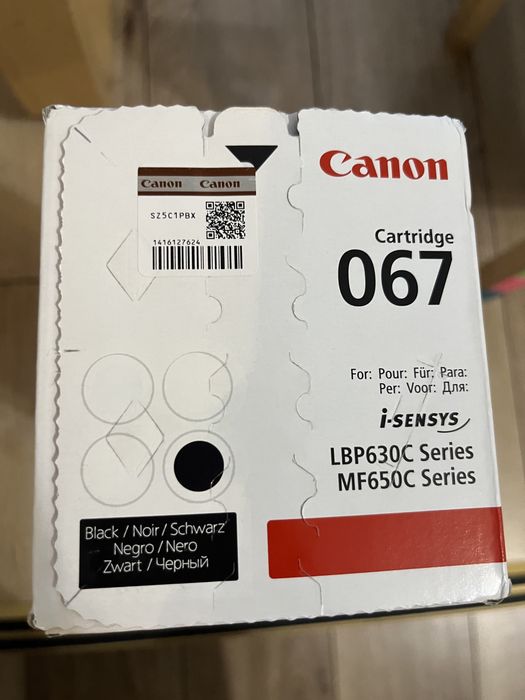 Canon Canon
SZ5C1PBX
1416127624
Canon
Cartridge
067
For: Pour: Für: Para:
Per: Voor: Для:
i-SENSYS
LBP630C Series
MF650C Series
Black / Noir / Schwarz
Negro / Nero
Zwart / Черный